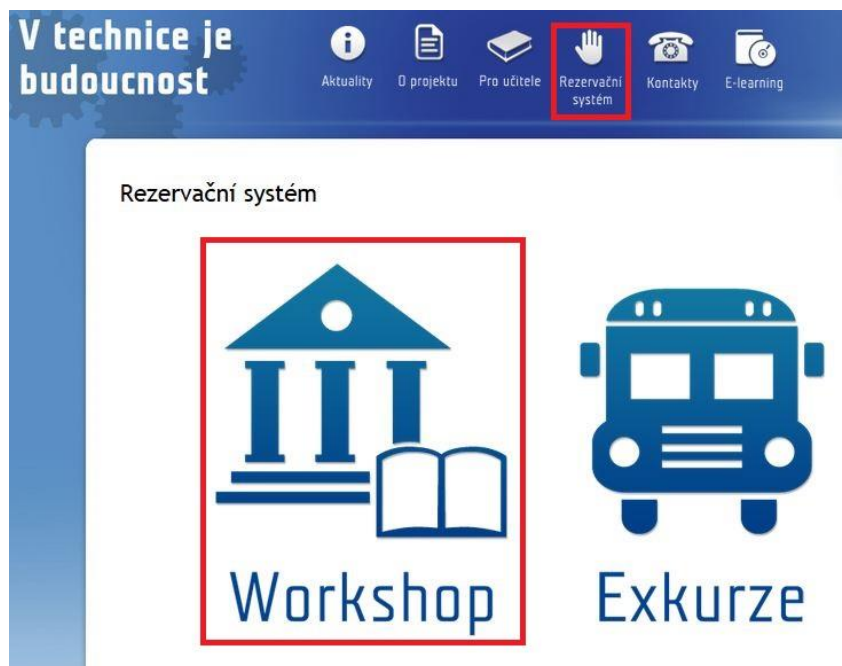 V technice je
budoucnost
Aktuality
O projektu
Pro učitele
Rezervační
systém
Kontakty
E-learning
Rezervační systém
Workshop
Exkurze